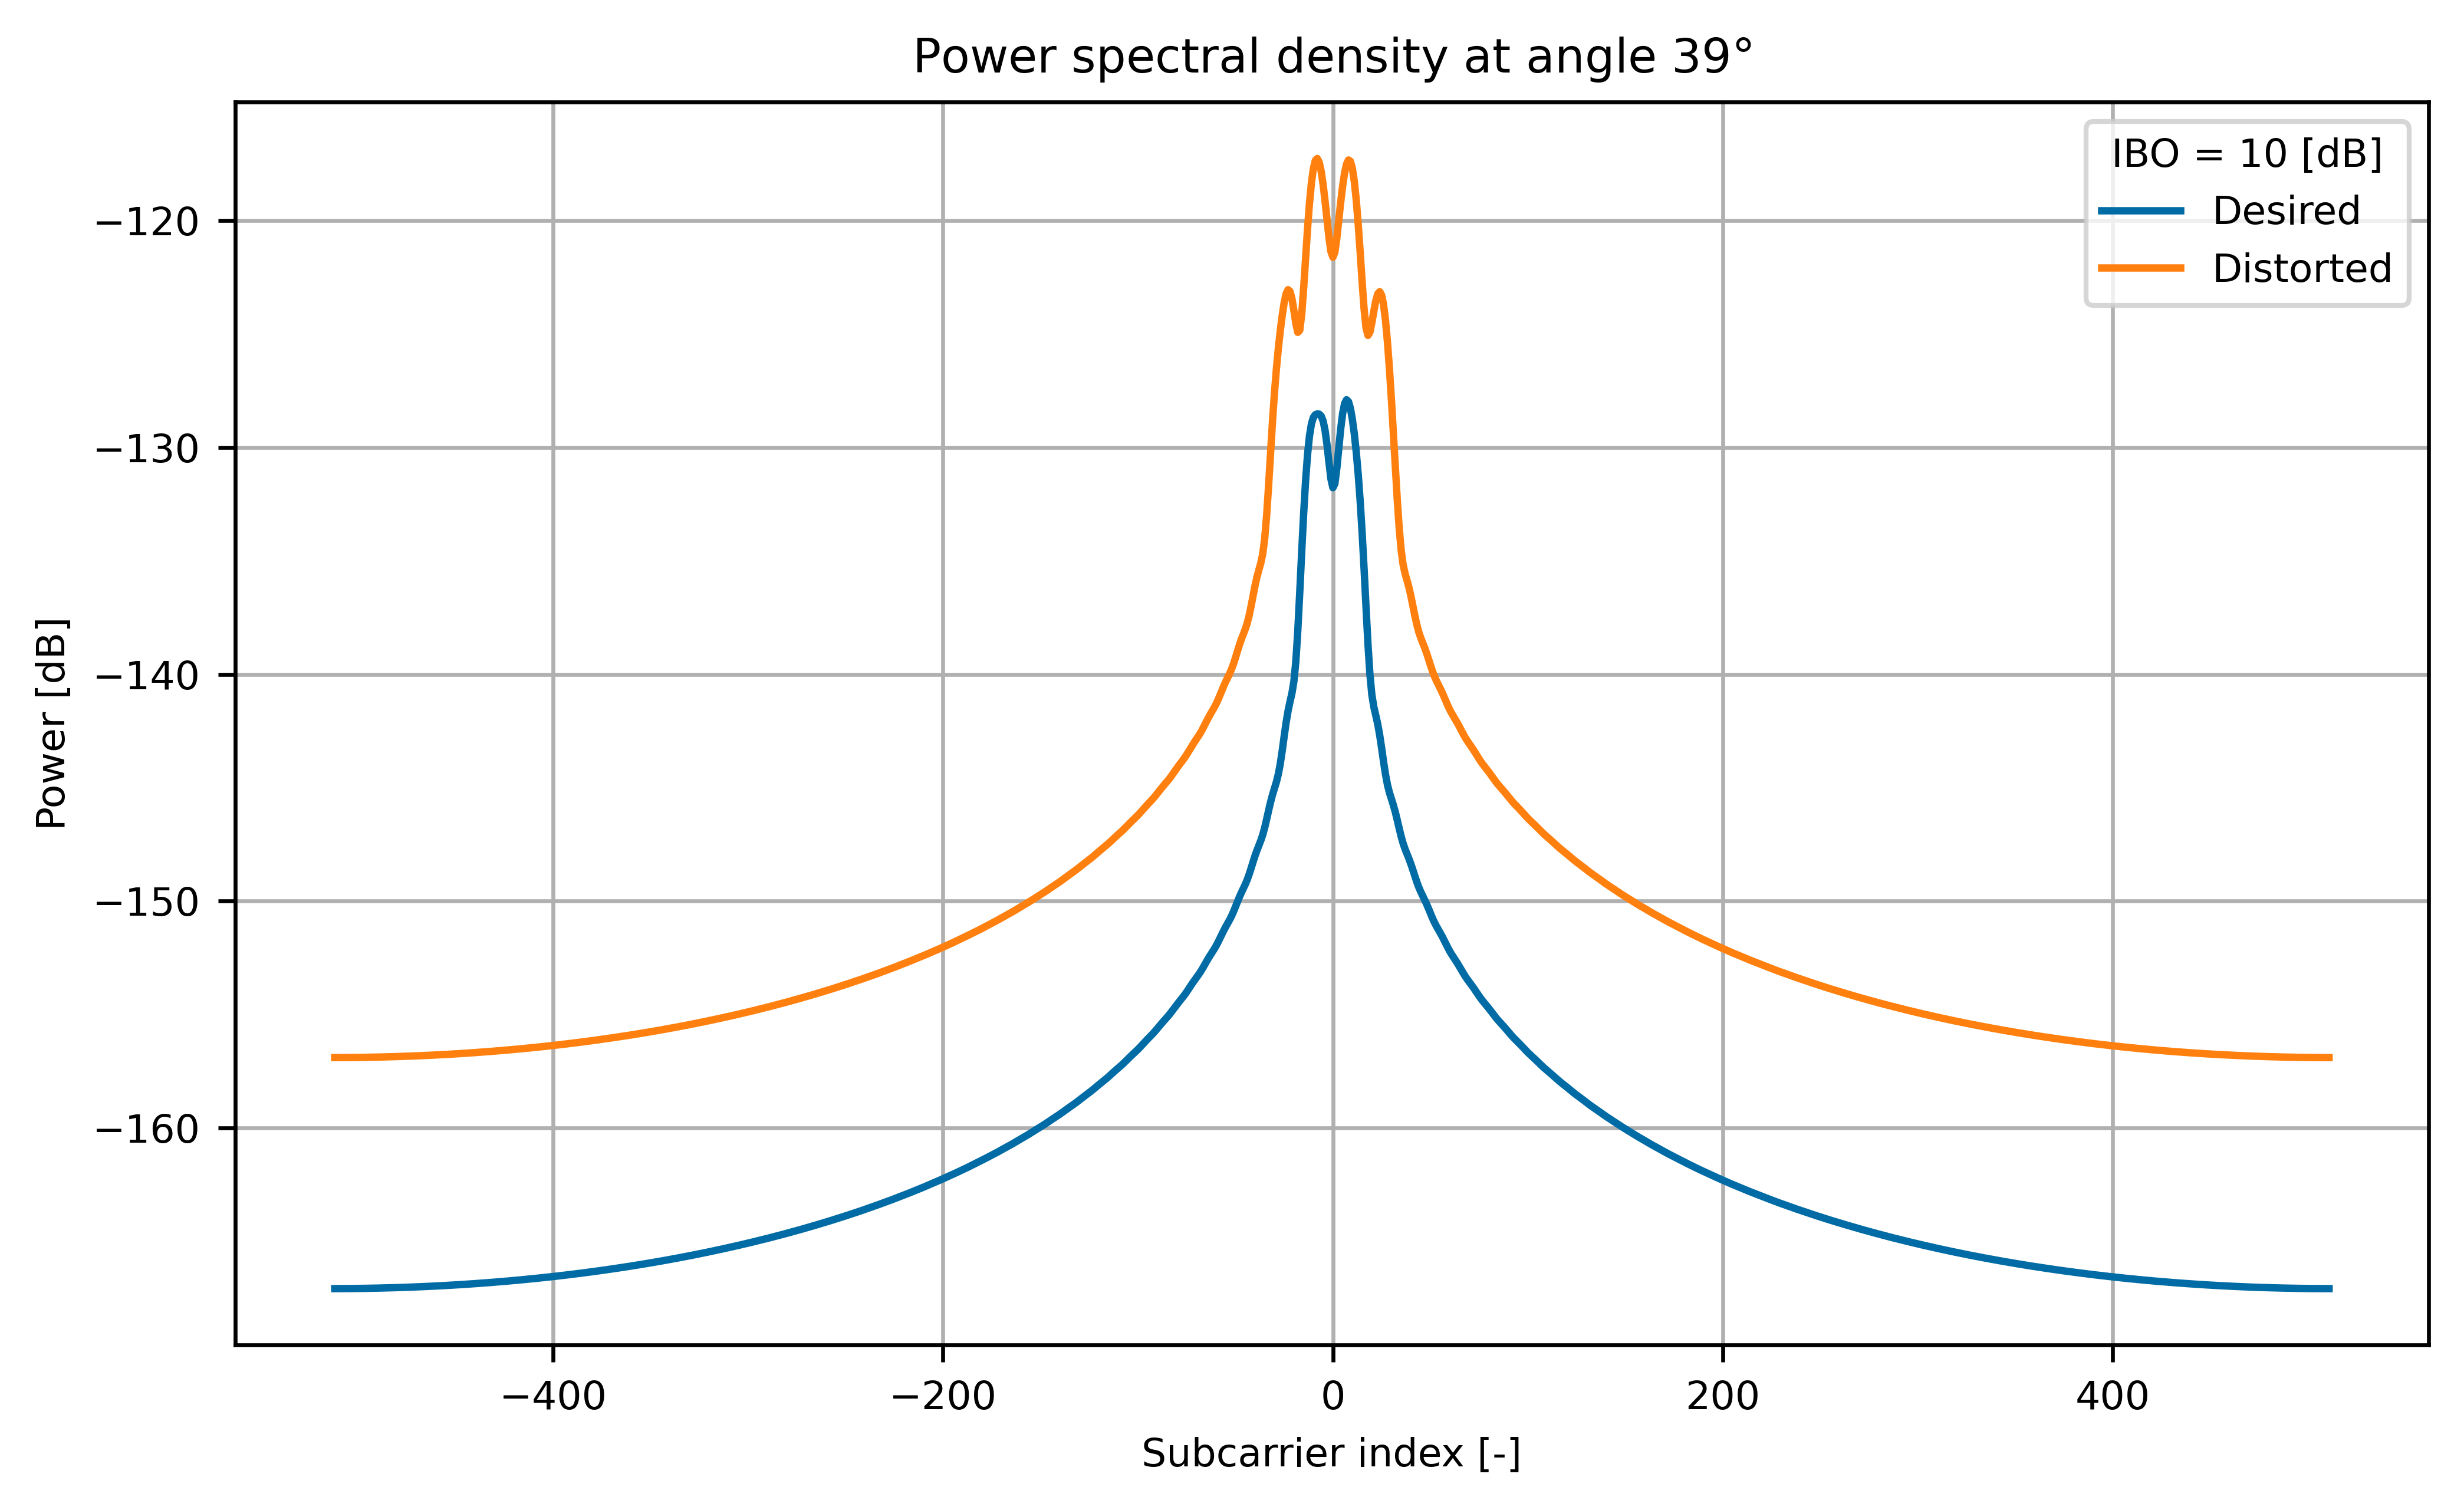 Power spectral density at angle 39°
IBO = 10 [dB]
Desired
Distorted
Power [dB]
−120
−130
−140
−150
−160
−400
−200
0
200
400
Subcarrier index [-]